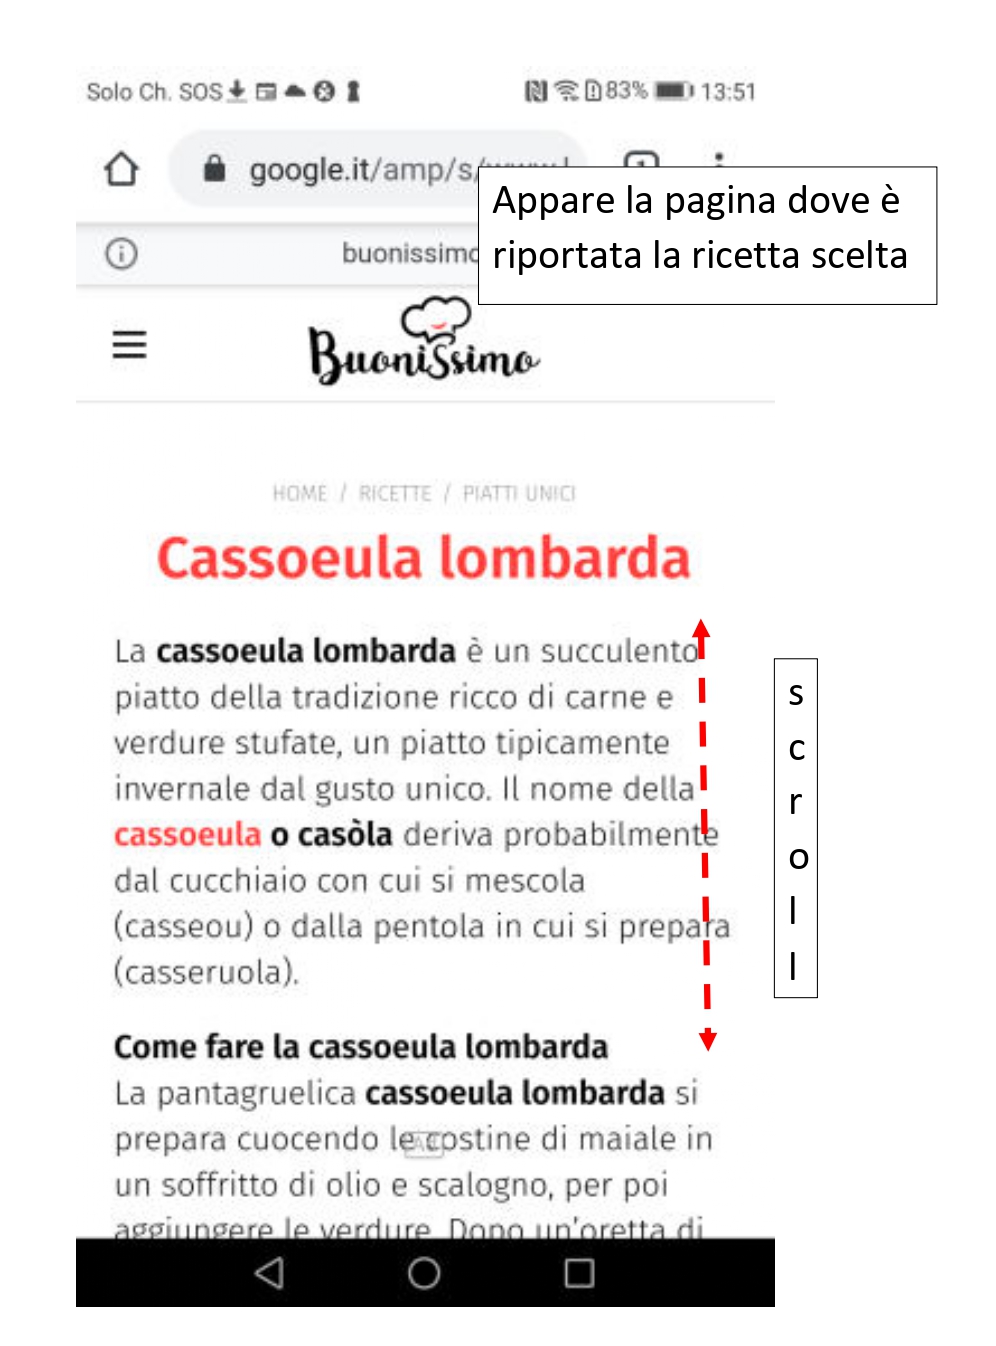 Solo Ch. SOS 83% 13:51
google.it/amp/s/www.
Appare la pagina dove è
riportata la ricetta scelta
buonissimo
BuoniSsimo
HOME / RICETTE / PIATTI UNICI
Cassoeula lombarda
La cassoeula lombarda è un succulento
piatto della tradizione ricco di carne e
verdure stufate, un piatto tipicamente
invernale dal gusto unico. Il nome della
cassoeula o casòla deriva probabilmente
dal cucchiaio con cui si mescola
(casseou) o dalla pentola in cui si prepara
(casseruola).
scroll
Come fare la cassoeula lombarda
La pantagruelica cassoeula lombarda si
prepara cuocendo le costine di maiale in
un soffritto di olio e scalogno, per poi
aggiungere le verdure. Dopo un'oretta di